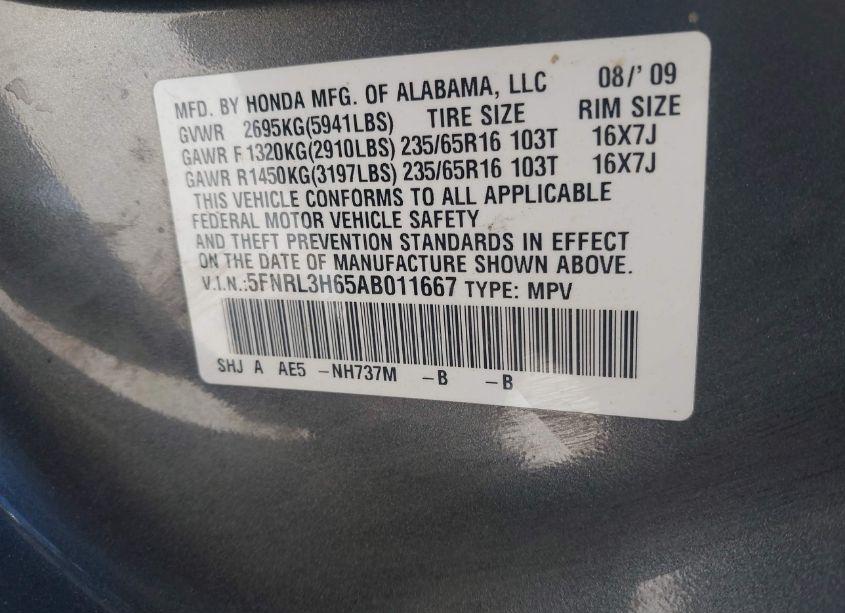 MFD. BY HONDA MFG. OF ALABAMA, LLC 08/'09
GVWR 2695KG(5941LBS) TIRE SIZE RIM SIZE
GAWR F1320KG(2910LBS) 235/65R16 103T 16X7J
GAWR R1450KG(3197LBS) 235/65R16 103T 16X7J
THIS VEHICLE CONFORMS TO ALL APPLICABLE
FEDERAL MOTOR VEHICLE SAFETY
AND THEFT PREVENTION STANDARDS IN EFFECT
ON THE DATE OF MANUFACTURE SHOWN ABOVE.
V.I.N.:5FNRL3H65AB011667 TYPE: MPV
SHJ A AE5 -NH737M -B -B